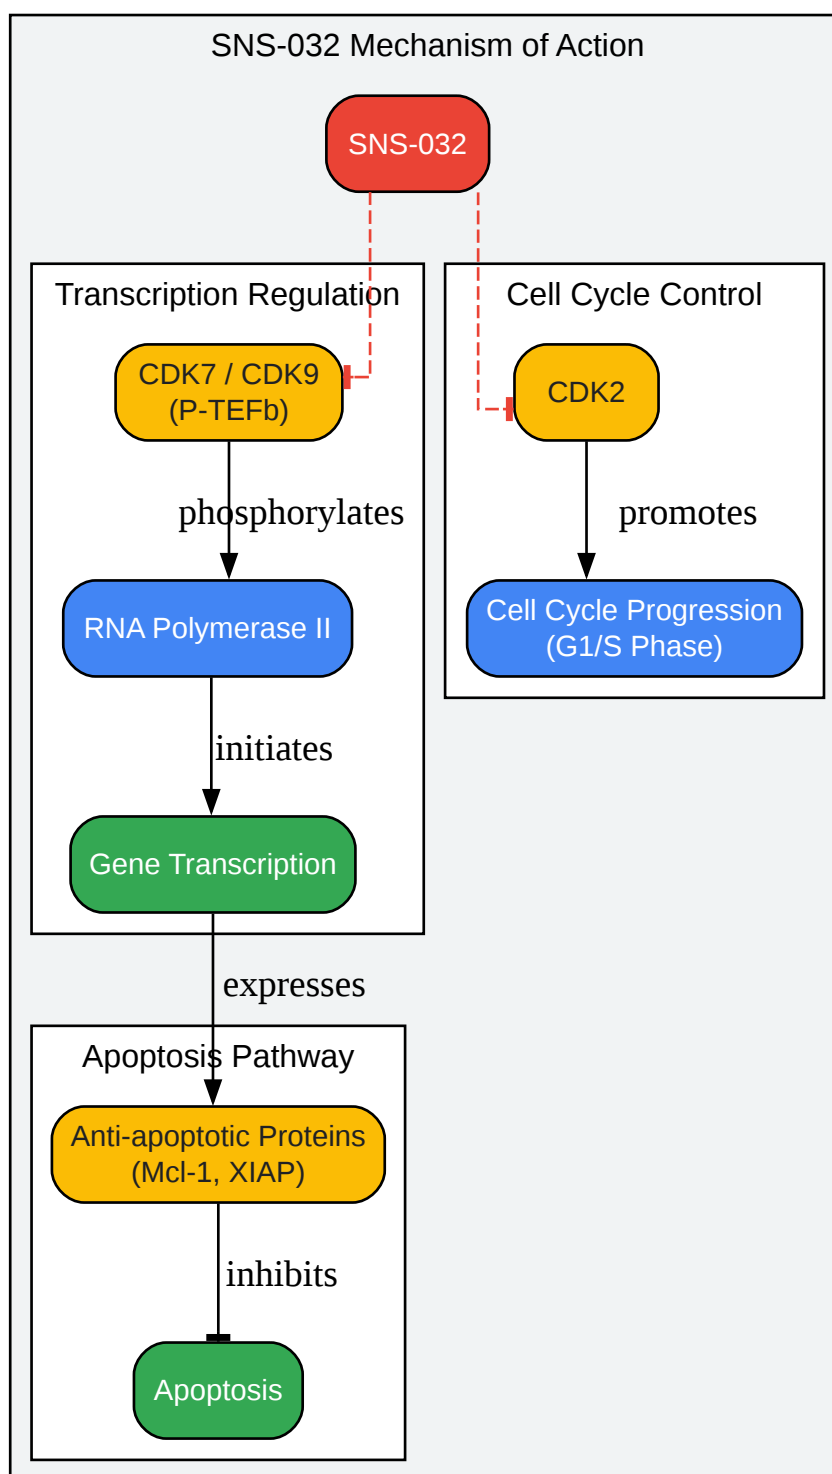 SNS-032 Mechanism of Action
SNS-032
Transcription Regulation
CDK7 / CDK9
(P-TEFb)
phosphorylates
RNA Polymerase II
initiates
Gene Transcription
expresses
Cell Cycle Control
CDK2
promotes
Cell Cycle Progression
(G1/S Phase)
Apoptosis Pathway
Anti-apoptotic Proteins
(Mcl-1, XIAP)
inhibits
Apoptosis